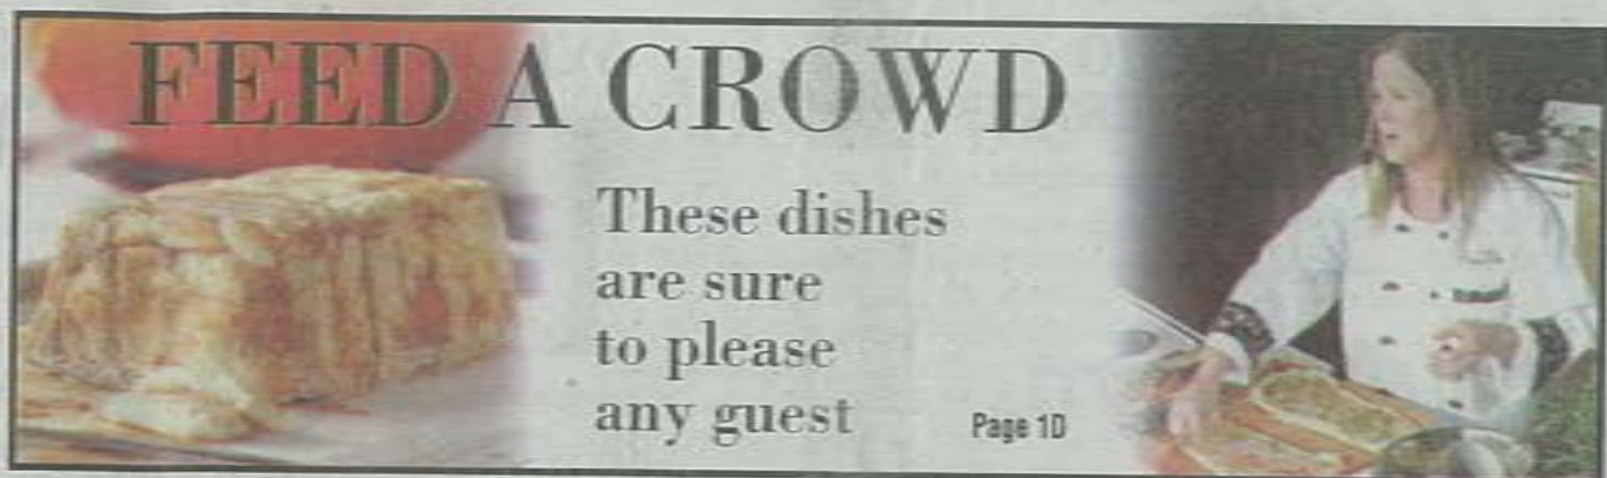 FEED A CROWD
These dishes
are sure
to please
any guest
Page 1D